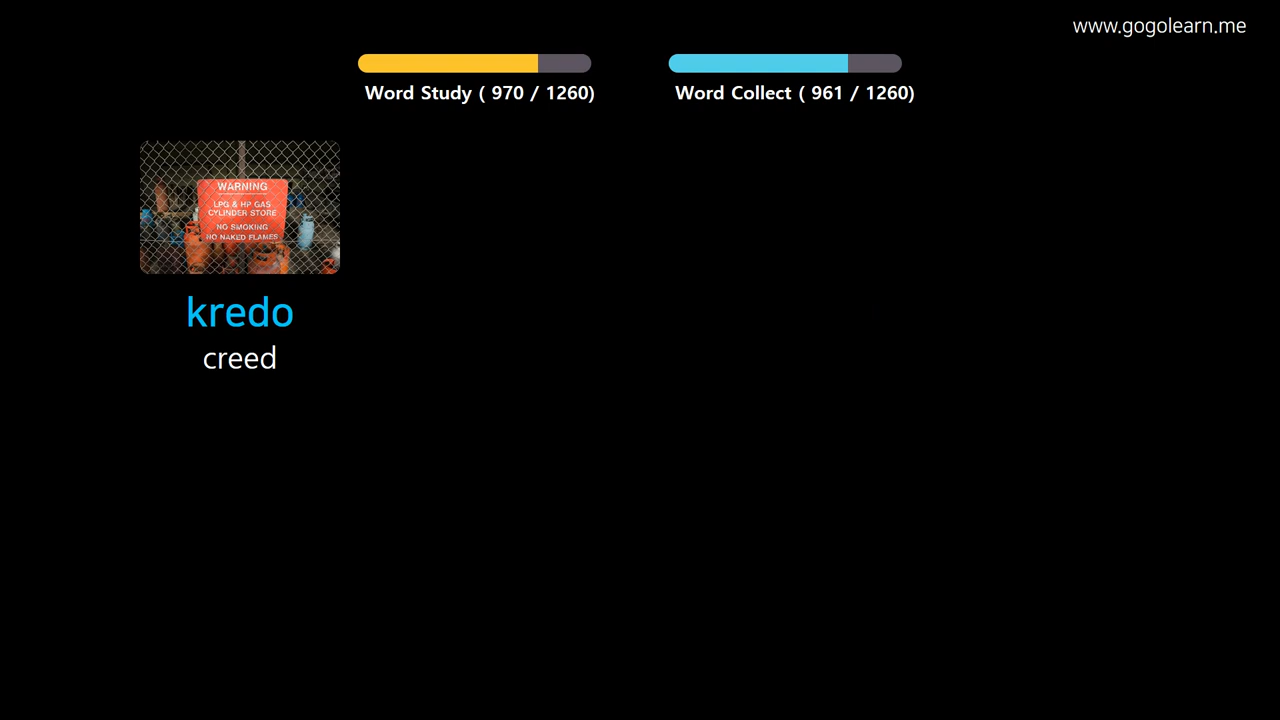 www.gogolearn.me
Word Study ( 970 / 1260)
Word Collect ( 961 / 1260)
WARNING
LPG & HP GAS
CYLINDER STORE
NO SMOKING
NO NAKED FLAMES
kredo
creed